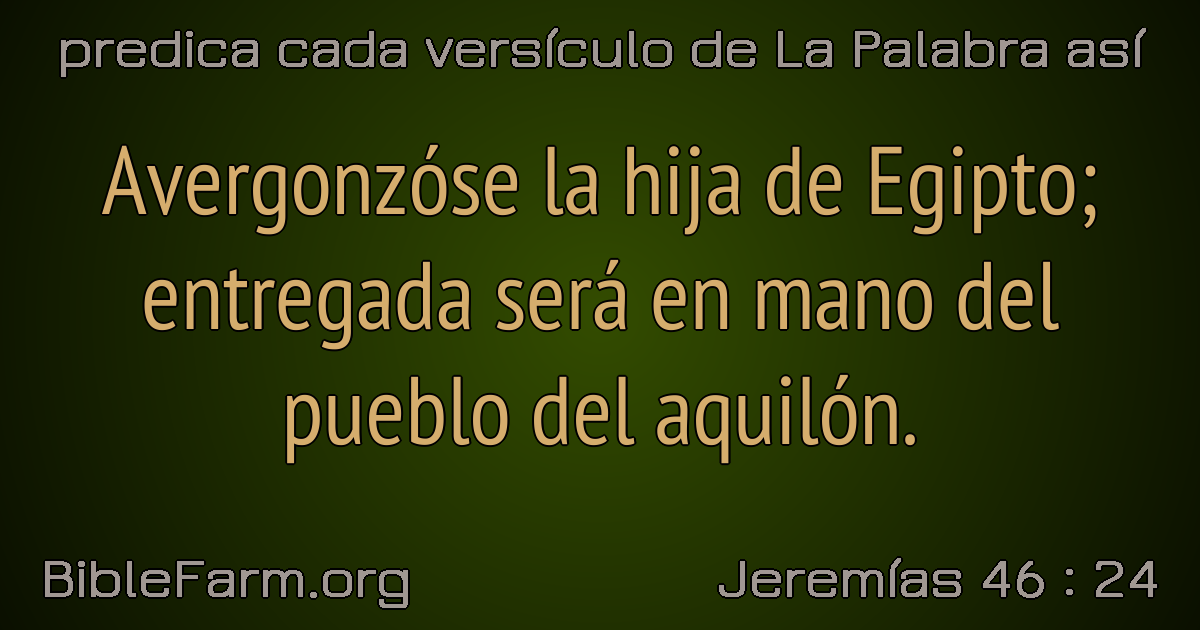 predica cada versículo de La Palabra así
Avergonzóse la hija de Egipto;
entregada será en mano del
pueblo del aquilón.
BibleFarm.org
Jeremías 46 : 24